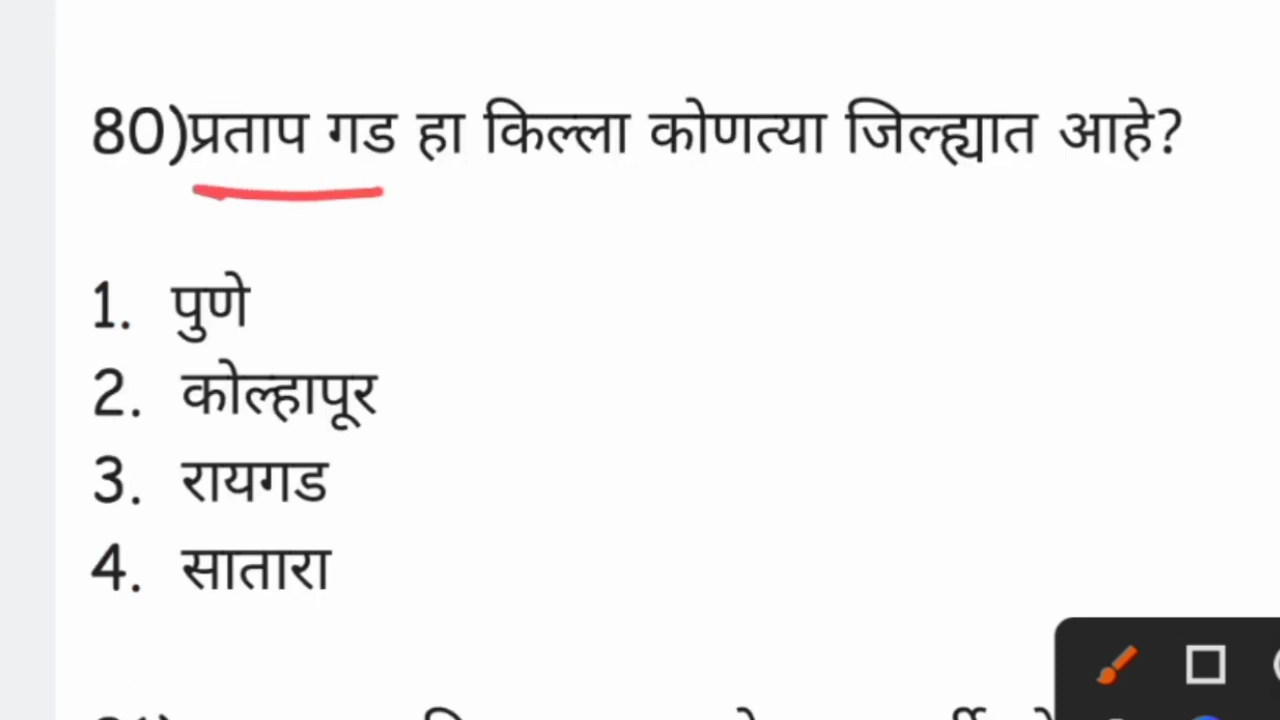 80)प्रताप गड हा किल्ला कोणत्या जिल्ह्यात आहे?
1. पुणे
2. कोल्हापूर
3. रायगड
4. सातारा